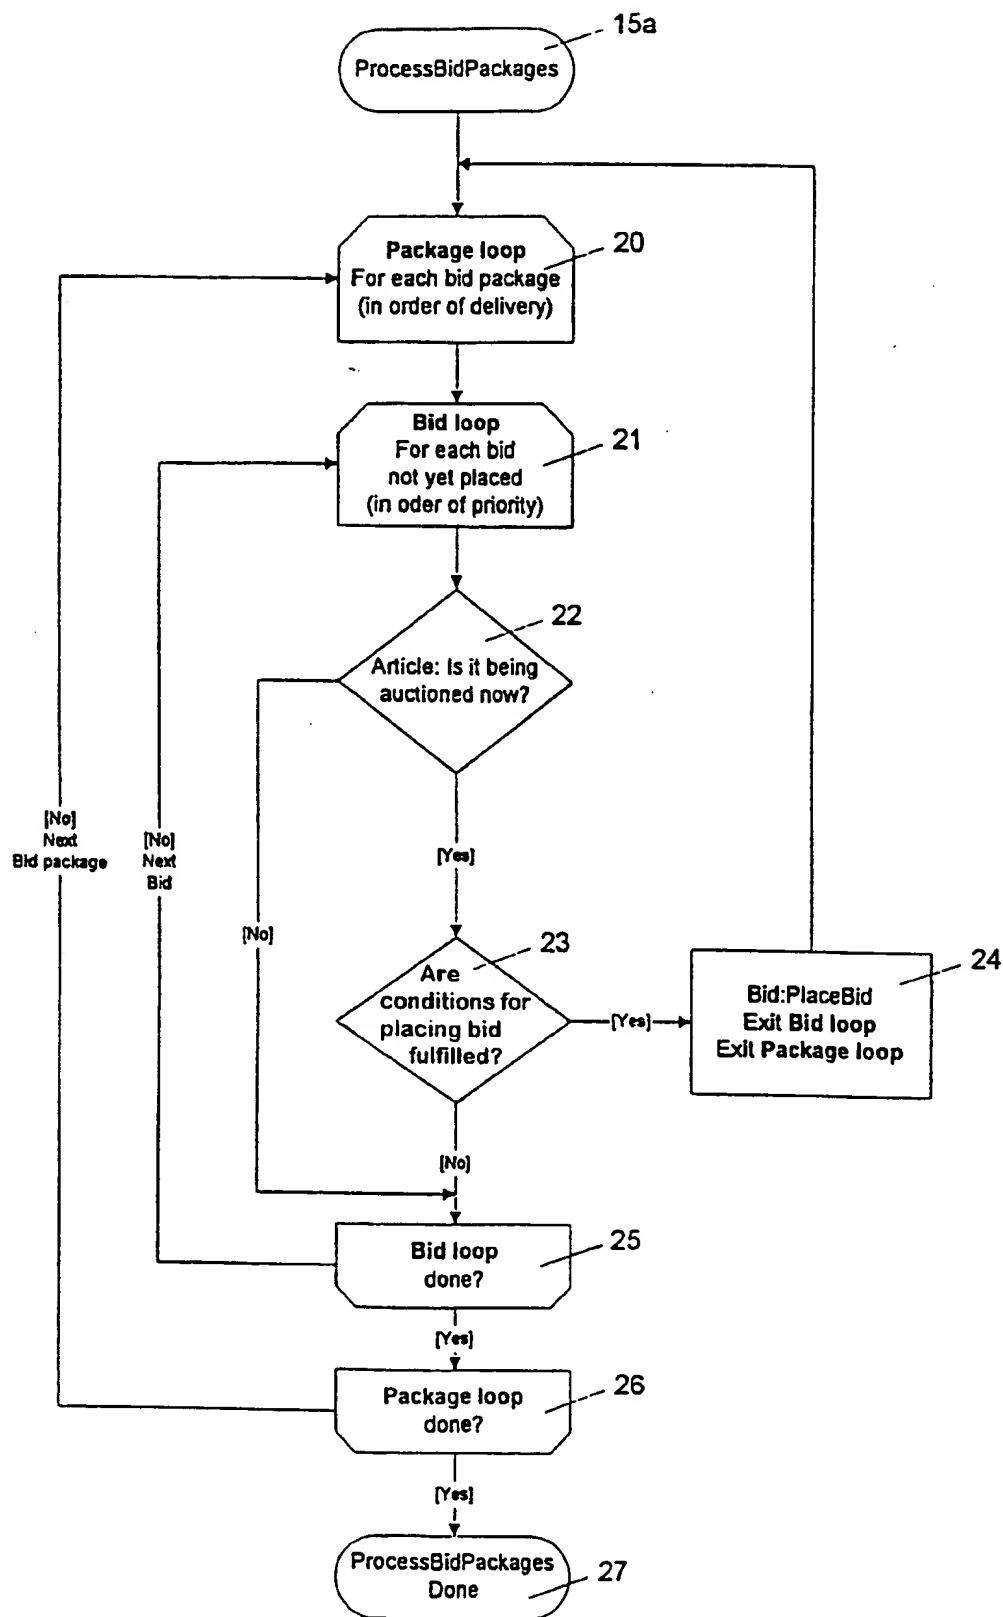 15a
ProcessBidPackages
20
Package loop
For each bid package
(in order of delivery)
21
Bid loop
For each bid
not yet placed
(in oder of priority)
22
Article: Is it being
auctioned now?
[No]
Next
Bid package
[No]
Next
Bid
[Yes]
[No]
23
Are
conditions for
placing bid
fulfilled?
[Yes]
24
Bid:PlaceBid
Exit Bid loop
Exit Package loop
[No]
25
Bid loop
done?
[Yes]
26
Package loop
done?
[Yes]
ProcessBidPackages
Done
27